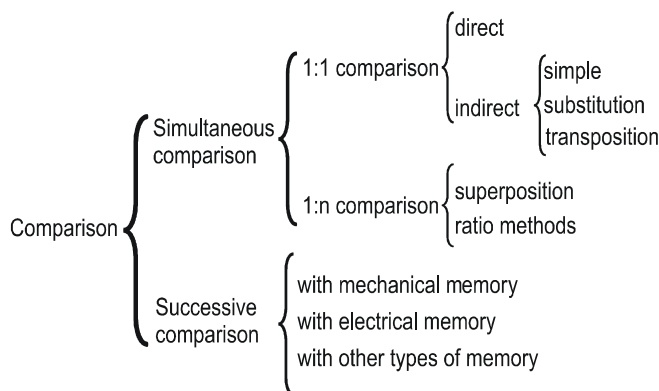 direct
1:1 comparison
simple
indirect
substitution
transposition
Simultaneous
comparison
superposition
1:n comparison
ratio methods
Comparison
Successive
comparison
with mechanical memory
with electrical memory
with other types of memory